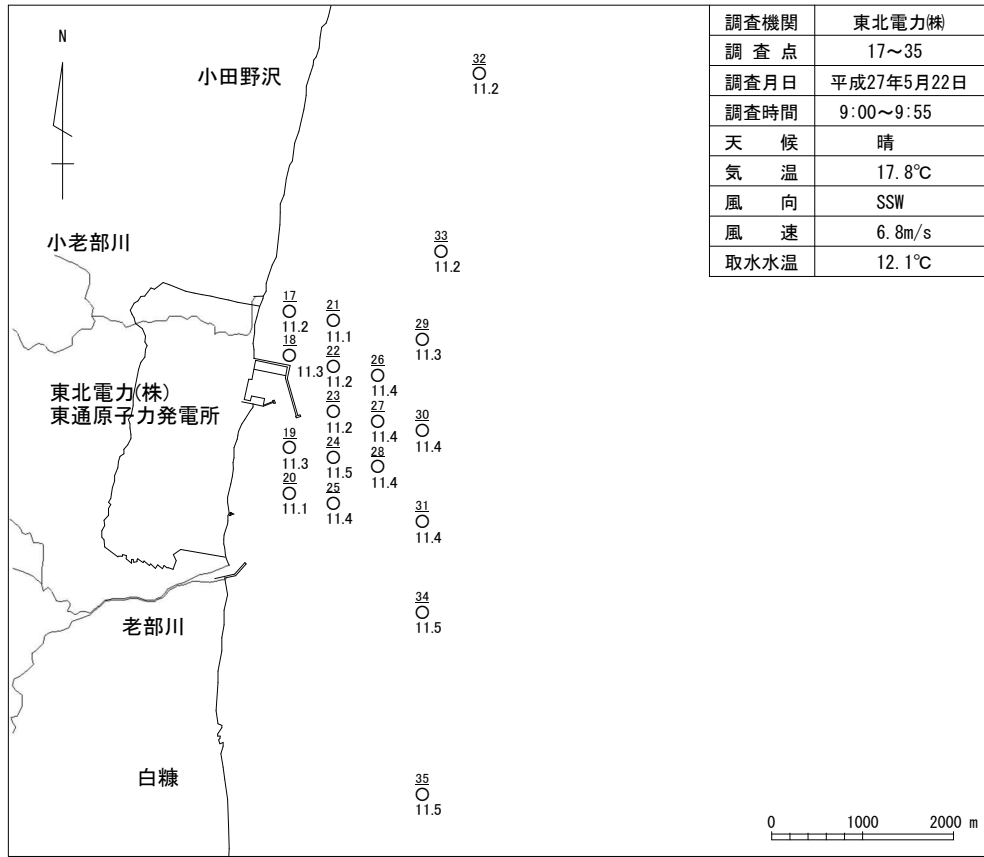 N
小田野沢
32
11.2
調査機関 東北電力㈱
調査点 17～35
調査月日 平成27年5月22日
調査時間 9:00～9:55
天候 晴
気温 17.8℃
風向 SSW
風速 6.8m/s
取水水温 12.1℃
小老部川
33
11.2
17
11.2
21
11.1
18
11.3
29
11.3
22
11.2
26
11.4
東北電力(株)
東通原子力発電所
23
11.2
27
11.4
30
11.4
19
11.3
24
11.5
28
11.4
20
11.1
25
11.4
31
11.4
老部川
34
11.5
白糠
35
11.5
0 1000 2000 m